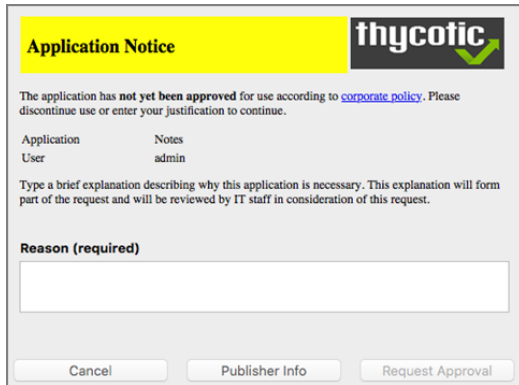 Application Notice
thycotic
The application has not yet been approved for use according to corporate policy. Please
discontinue use or enter your justification to continue.
Application Notes
User admin
Type a brief explanation describing why this application is necessary. This explanation will form
part of the request and will be reviewed by IT staff in consideration of this request.
Reason (required)
Cancel Publisher Info Request Approval